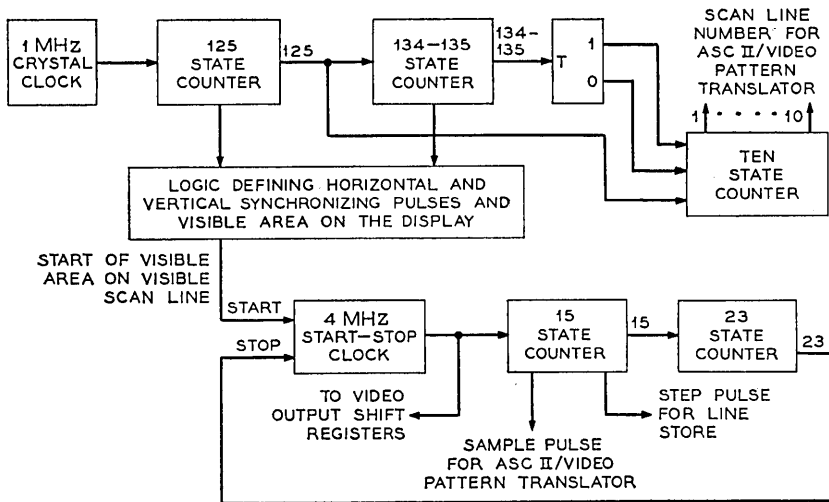 1 MHz
CRYSTAL
CLOCK
125
STATE
COUNTER
125
134-135
STATE
COUNTER
134-
135
T
1
0
SCAN LINE
NUMBER FOR
ASC II/VIDEO
PATTERN
TRANSLATOR
1 · · · · · 10
TEN
STATE
COUNTER
LOGIC DEFINING HORIZONTAL AND
VERTICAL SYNCHRONIZING PULSES AND
VISIBLE AREA ON THE DISPLAY
START OF VISIBLE
AREA ON VISIBLE
SCAN LINE
START
STOP
4 MHz
START-STOP
CLOCK
15
STATE
COUNTER
15
23
STATE
COUNTER
23
TO VIDEO
OUTPUT SHIFT
REGISTERS
SAMPLE PULSE
FOR ASC II/VIDEO
PATTERN TRANSLATOR
STEP PULSE
FOR LINE
STORE